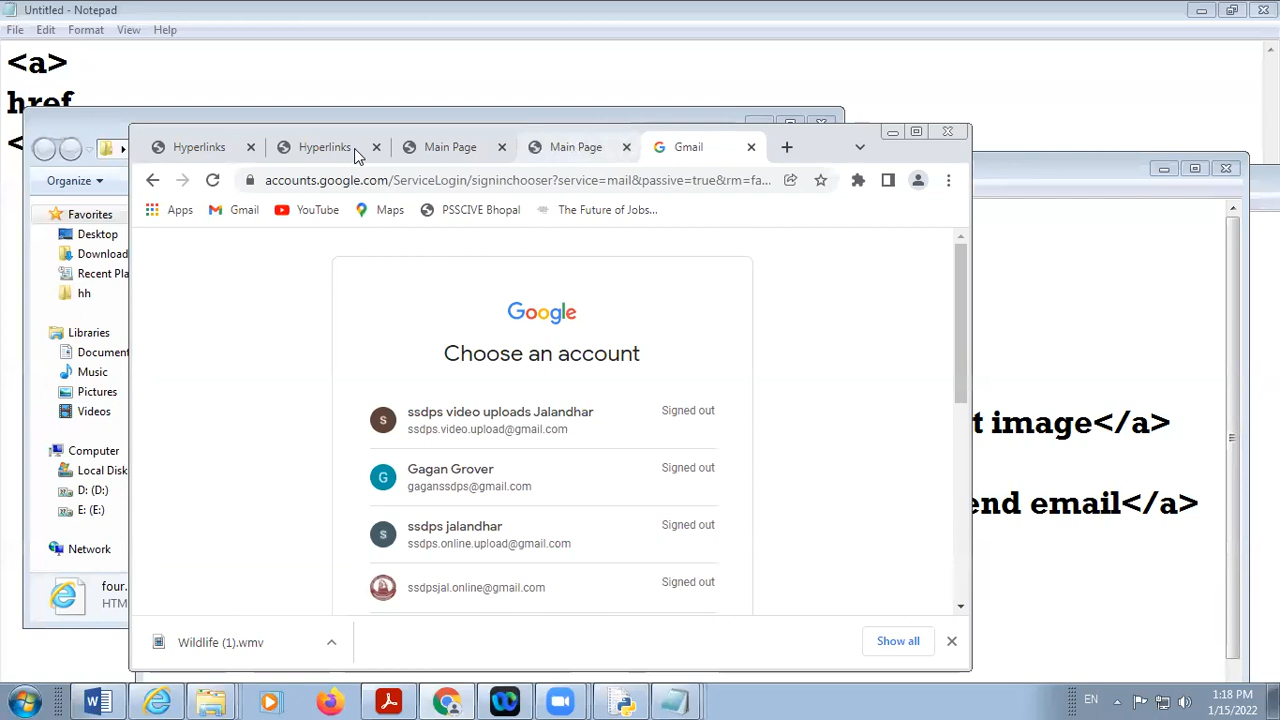 Untitled - Notepad
File Edit Format View Help
<a>
href
<
Hyperlinks Hyperlinks Main Page Main Page Gmail
accounts.google.com/ServiceLogin/signinchooser?service=mail&passive=true&rm=fa...
Apps Gmail YouTube Maps PSSCIVE Bhopal The Future of Jobs...
Organize
Favorites
Desktop
Download
Recent Pla
hh
Libraries
Document
Music
Pictures
Videos
Computer
Local Disk
D: (D:)
E: (E:)
Network
four.
HTM
Google
Choose an account
ssdps video uploads Jalandhar Signed out
ssdps.video.upload@gmail.com
Gagan Grover Signed out
gaganssdps@gmail.com
ssdps jalandhar Signed out
ssdps.online.upload@gmail.com
ssdpsjal.online@gmail.com Signed out
t image</a>
end email</a>
Wildlife (1).wmv Show all
EN 1:18 PM
1/15/2022